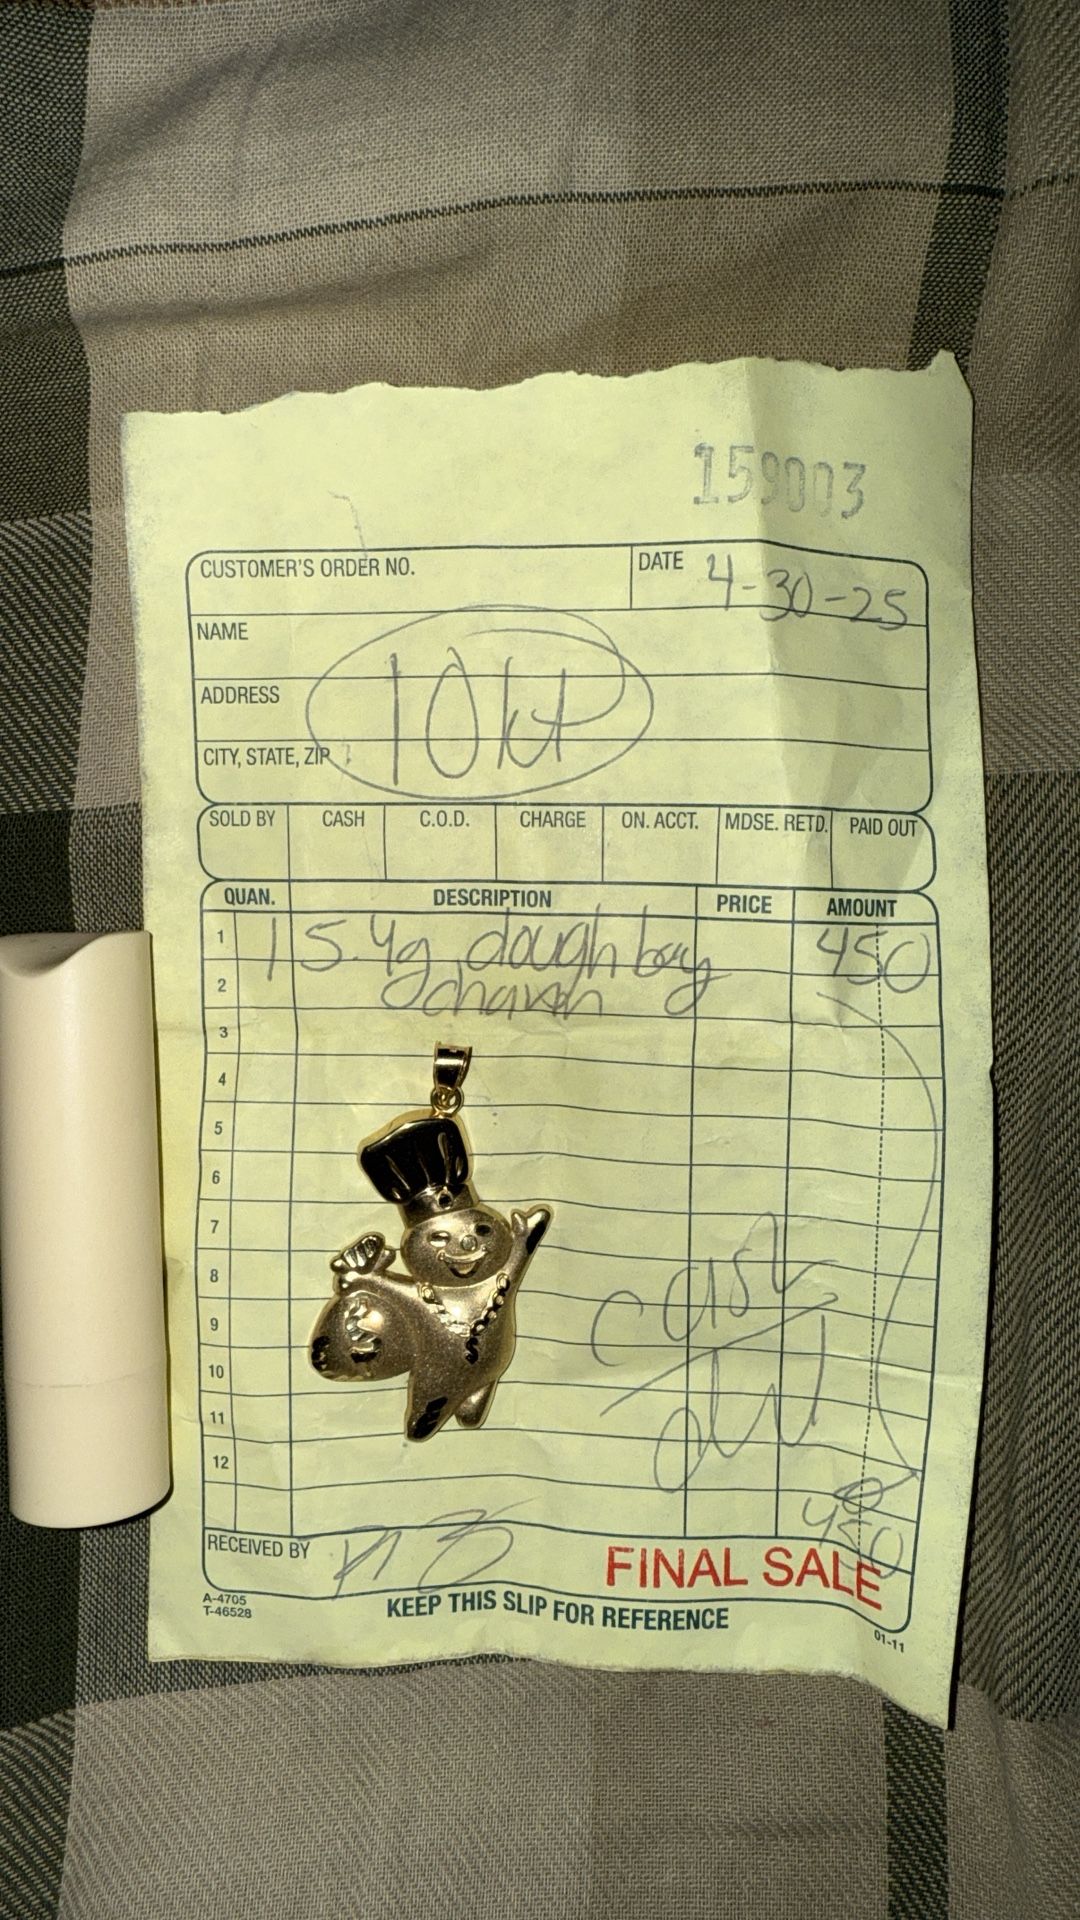 159003
CUSTOMER'S ORDER NO. DATE 4-30-25
NAME
ADDRESS
10kt
CITY, STATE, ZIP
SOLD BY CASH C.O.D. CHARGE ON. ACCT. MDSE. RETD. PAID OUT
QUAN. DESCRIPTION PRICE AMOUNT
1 1 5.4g dough boy 450
2 charm
3
4
5
6
7
8
9
cash
10
11
12
450
RECEIVED BY
FINAL SALE
A-4705
T-46528
KEEP THIS SLIP FOR REFERENCE
01-11